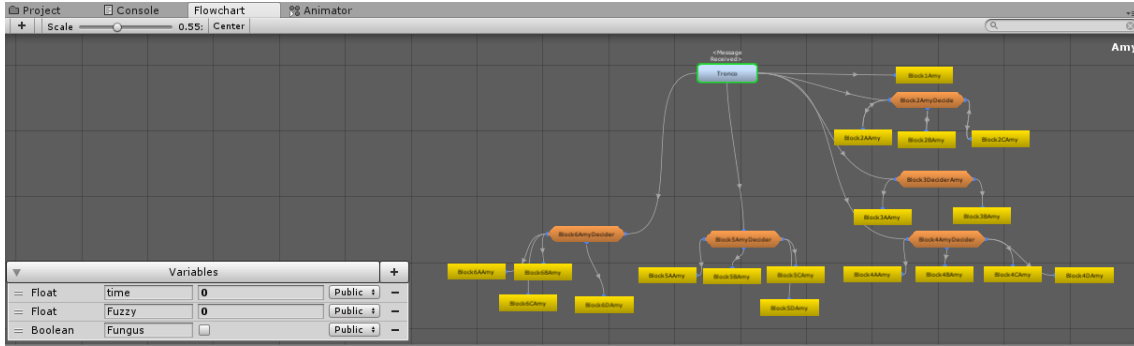 Project Console Flowchart Animator
+ Scale 0.55: Center
Amy
<Message
Received>
Tronco
Block1Amy
Block2AmyDecide
Block2AAmy Block2BAmy Block2CAmy
Block3DeciderAmy
Block3AAmy Block3BAmy
Block6AmyDecider Block5AmyDecider Block4AmyDecider
Block6AAmy Block6BAmy Block5AAmy Block5BAmy Block5CAmy Block4AAmy Block4BAmy Block4CAmy Block4DAmy
Block6CAmy Block6DAmy Block5DAmy
Variables +
= Float time 0 Public −
= Float Fuzzy 0 Public −
= Boolean Fungus Public −